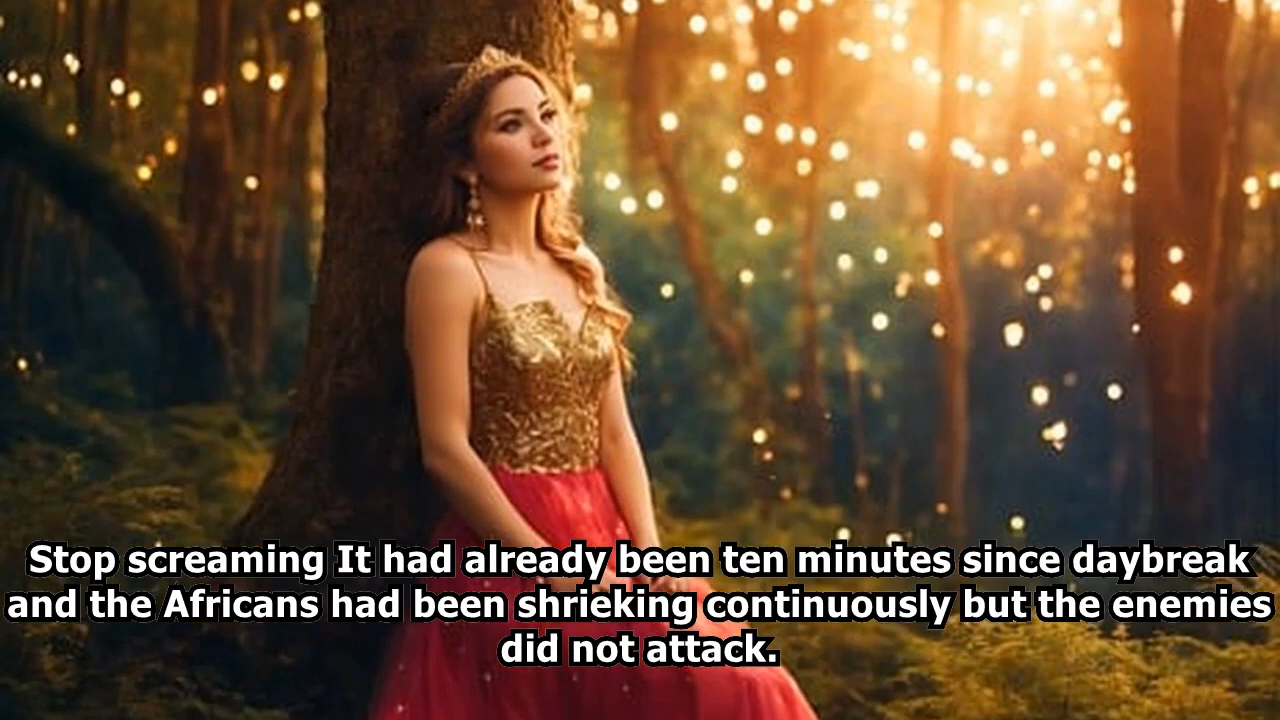 Stop screaming It had already been ten minutes since daybreak
and the Africans had been shrieking continuously but the enemies
did not attack.